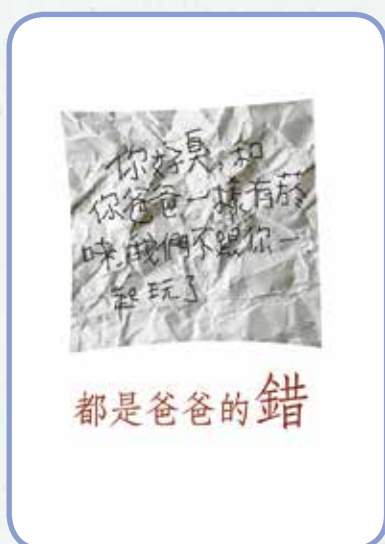 你好臭,和
你爸爸一樣有菸
味,我們不跟你一
起玩了
都是爸爸的錯